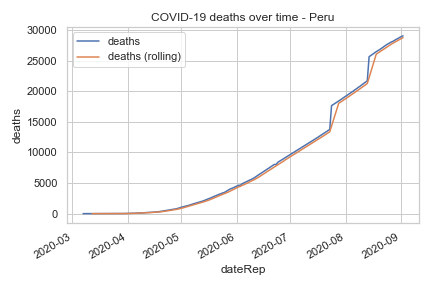 COVID-19 deaths over time - Peru
deaths
deaths (rolling)
30000
25000
20000
15000
10000
5000
0
deaths
2020-03
2020-04
2020-05
2020-06
2020-07
2020-08
2020-09
dateRep